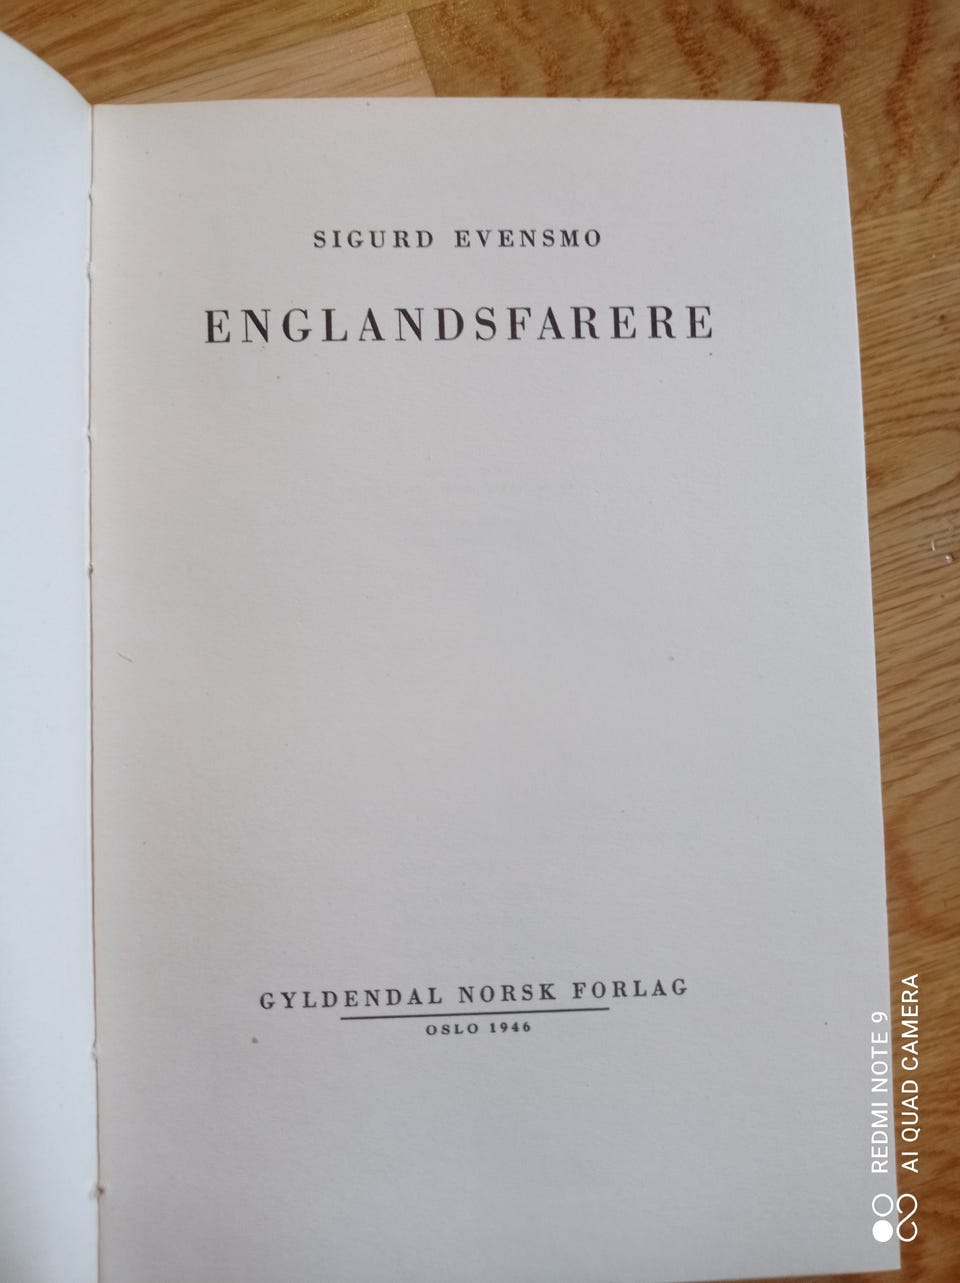 SIGURD EVENSMO
ENGLANDSFARERE
GYLDENDAL NORSK FORLAG
OSLO 1946
REDMI NOTE 9
AI QUAD CAMERA